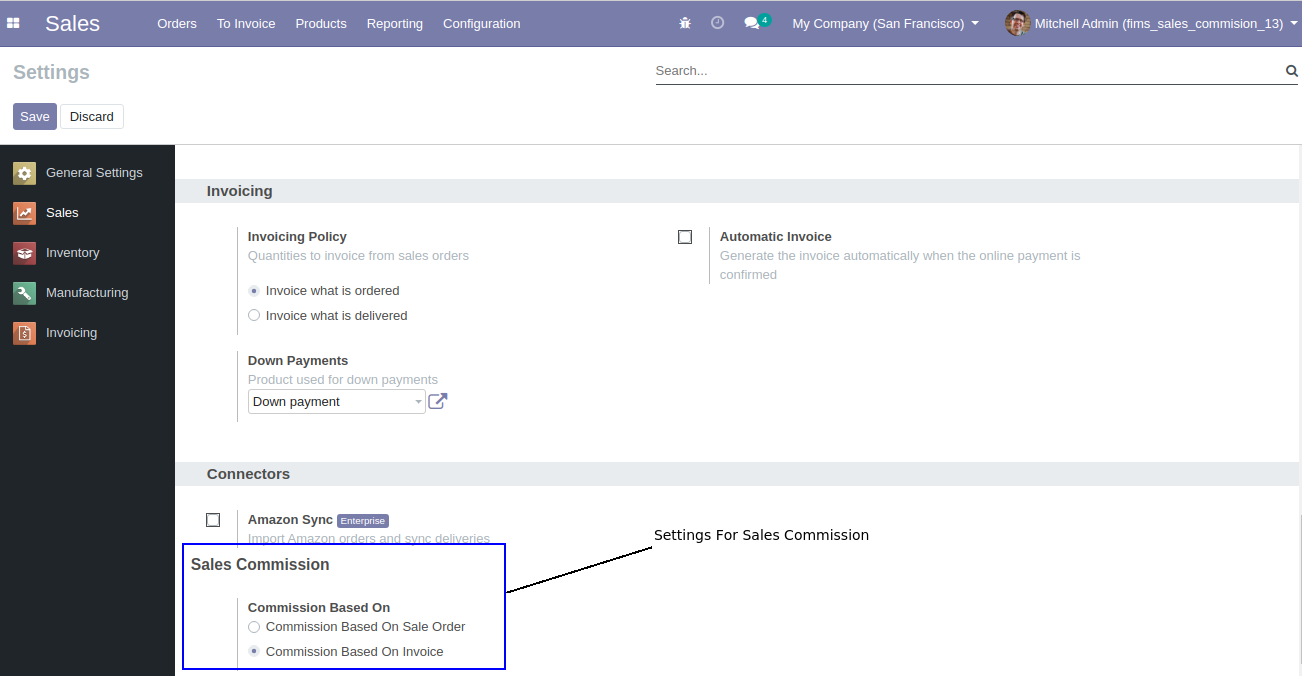 Sales Orders To Invoice Products Reporting Configuration 4 My Company (San Francisco) Mitchell Admin (fims_sales_commision_13)
Settings Search...
Save Discard
General Settings
Sales
Inventory
Manufacturing
Invoicing
Invoicing
Invoicing Policy
Quantities to invoice from sales orders
Invoice what is ordered
Invoice what is delivered
Automatic Invoice
Generate the invoice automatically when the online payment is
confirmed
Down Payments
Product used for down payments
Down payment
Connectors
Amazon Sync Enterprise
Import Amazon orders and sync deliveries
Settings For Sales Commission
Sales Commission
Commission Based On
Commission Based On Sale Order
Commission Based On Invoice